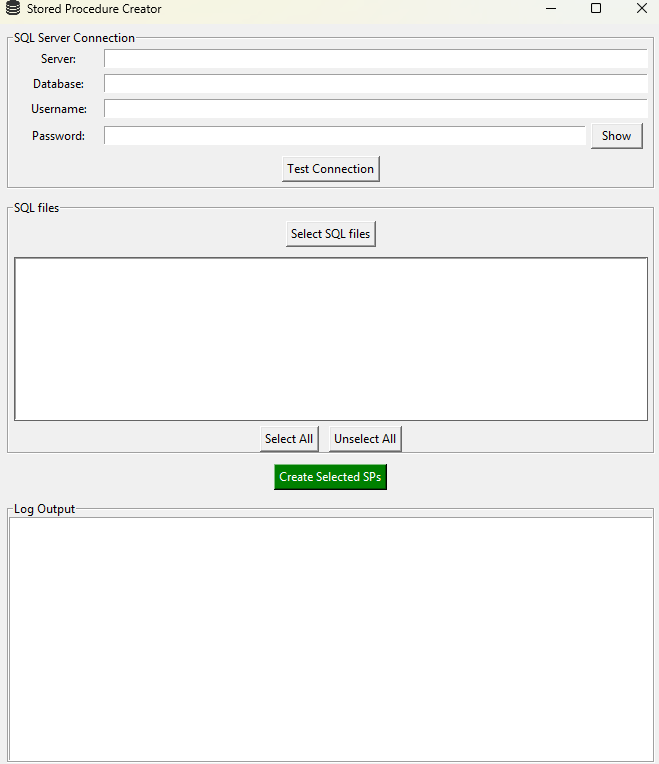 Stored Procedure Creator
SQL Server Connection
Server:
Database:
Username:
Password:
Show
Test Connection
SQL files
Select SQL files
Select All Unselect All
Create Selected SPs
Log Output